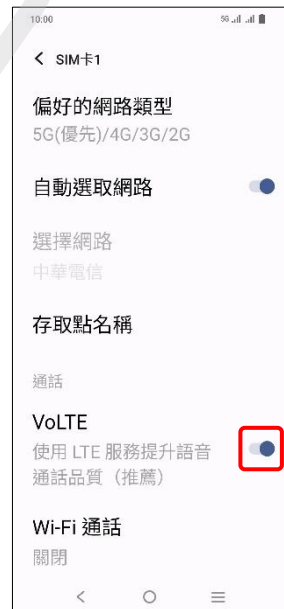 10:00 5G
SIM卡1
偏好的網路類型
5G(優先)/4G/3G/2G
自動選取網路
選擇網路
中華電信
存取點名稱
通話
VoLTE
使用 LTE 服務提升語音
通話品質（推薦）
Wi-Fi 通話
關閉